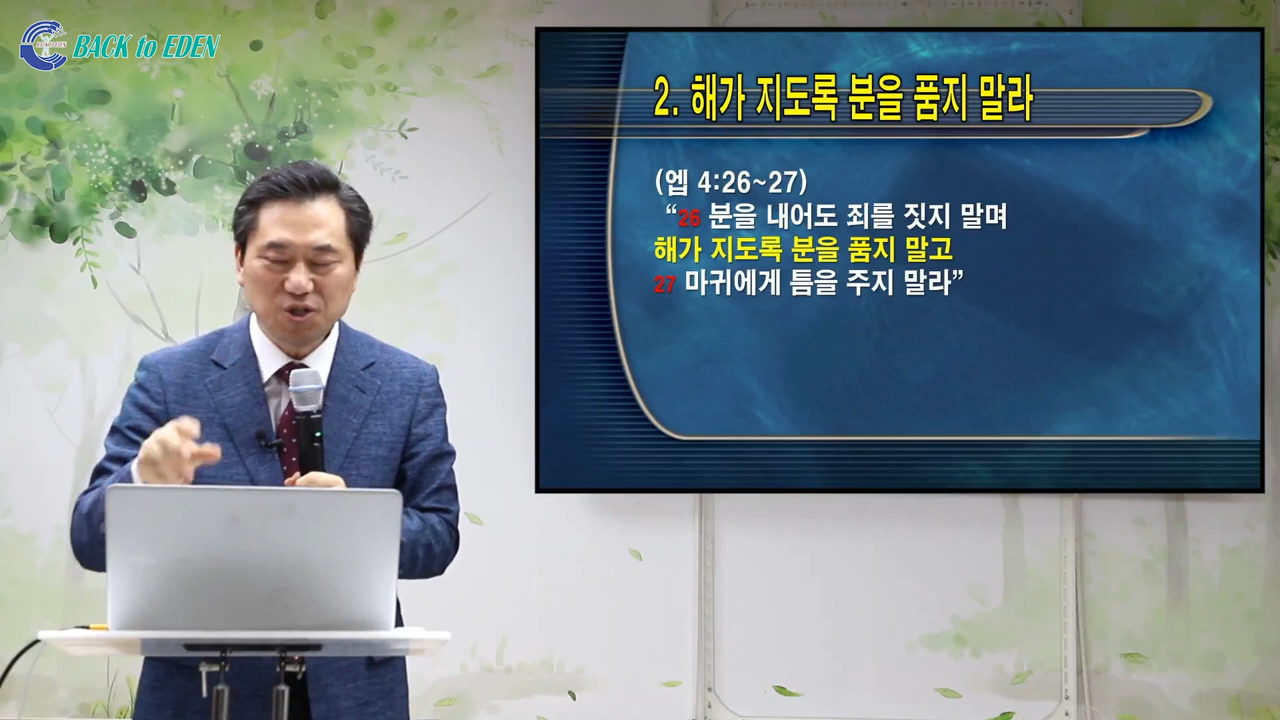 BACK to EDEN
2. 해가 지도록 분을 품지 말라
(엡 4:26~27)
“26 분을 내어도 죄를 짓지 말며
해가 지도록 분을 품지 말고
27 마귀에게 틈을 주지 말라”